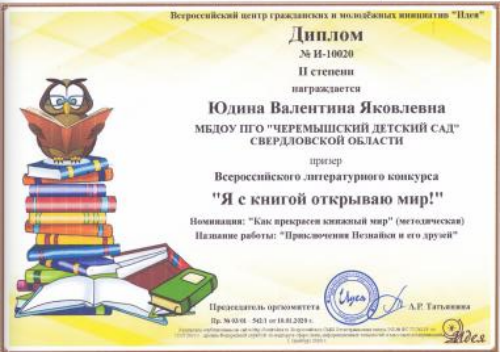 Всероссийский центр гражданских и молодёжных инициатив "Идея"
Диплом
№ И-10020
II степени
награждается
Юдина Валентина Яковлевна
МБДОУ ПГО "ЧЕРЕМЫШСКИЙ ДЕТСКИЙ САД"
СВЕРДЛОВСКОЙ ОБЛАСТИ
призер
Всероссийского литературного конкурса
"Я с книгой открываю мир!"
Номинация: "Как прекрасен книжный мир" (методическая)
Название работы: "Приключения Незнайки и его друзей"
Идея
Председатель оргкомитета
А.Р. Татьянина
Идея